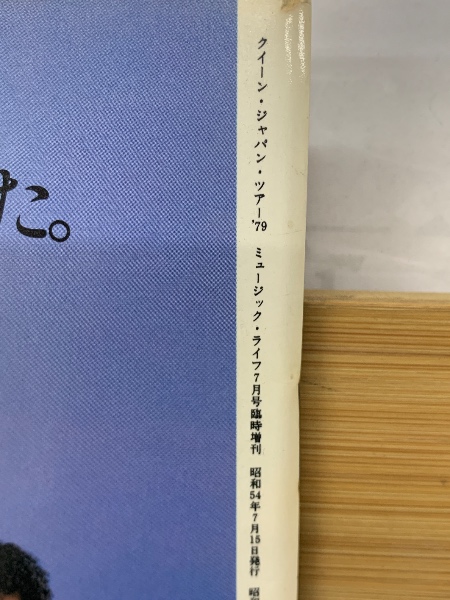 クイーン・ジャパン・ツアー'79 ミュージック・ライフ7月号臨時増刊 昭和54年7月15日発行 昭
た。